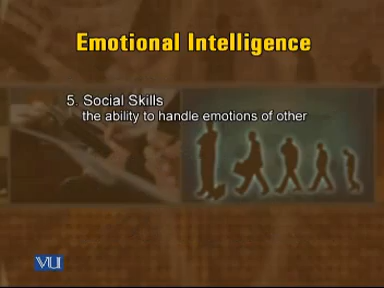 Emotional Intelligence
5. Social Skills
the ability to handle emotions of other
VU